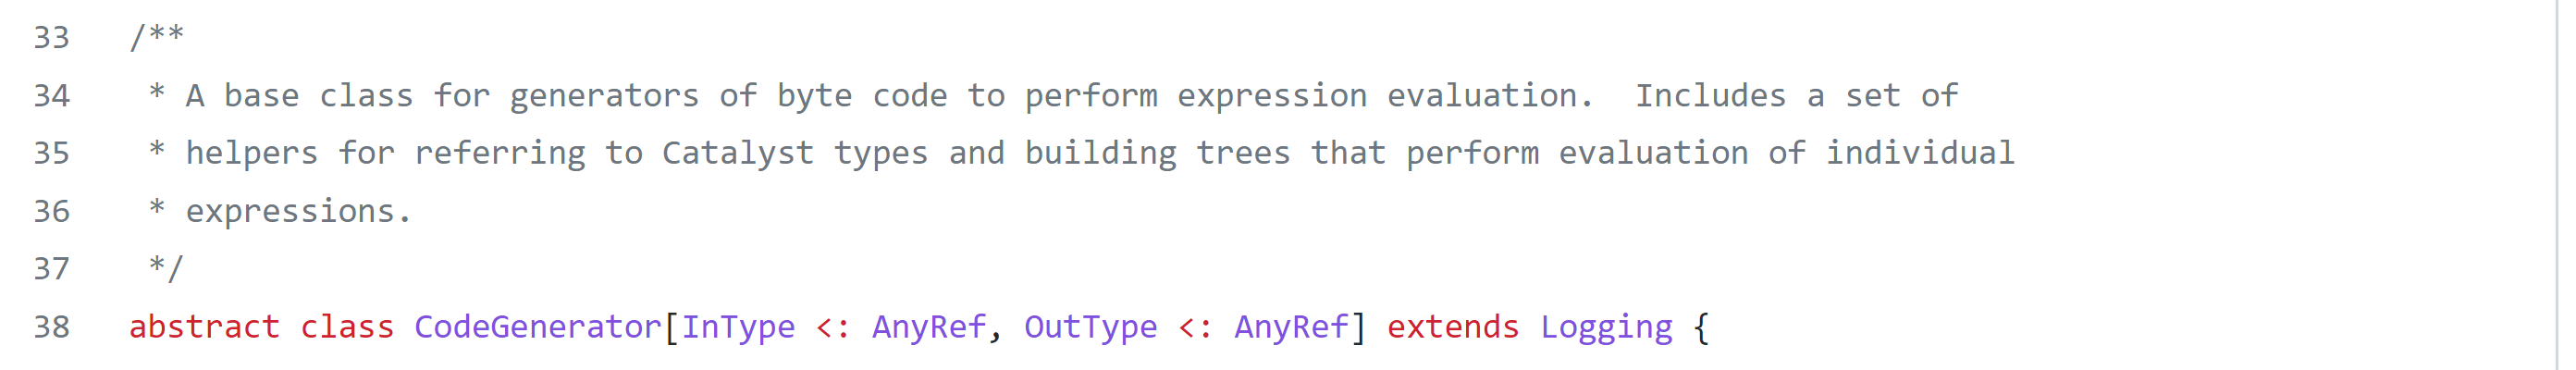 33 /**
34  * A base class for generators of byte code to perform expression evaluation.  Includes a set of
35  * helpers for referring to Catalyst types and building trees that perform evaluation of individual
36  * expressions.
37  */
38 abstract class CodeGenerator[InType <: AnyRef, OutType <: AnyRef] extends Logging {